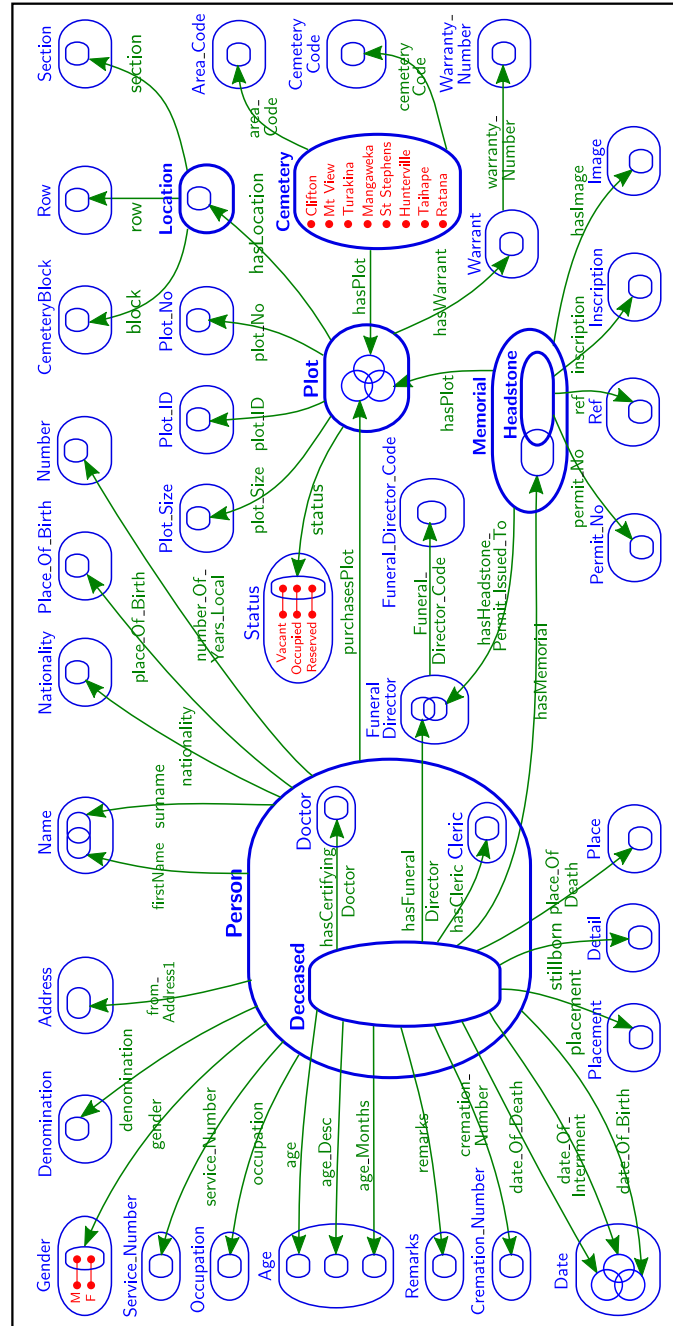 Gender
M
F
Denomination
Address
Name
Nationality
Place_Of_Birth
Number
CemeteryBlock
Row
Section
denomination
gender
from_
Address1
firstName
surname
nationality
place_Of_Birth
number_Of_
Years_Local
block
row
section
Location
Service_Number
service_Number
Occupation
occupation
Person
Plot_Size
Plot_ID
Plot_No
plot_Size
plot_ID
plot_No
hasLocation
Area_Code
area_
Code
Status
Vacant
Occupied
Reserved
status
Plot
Cemetery
Clifton
Mt View
Turakina
Mangaweka
St Stephens
Hunterville
Taihape
Ratana
Cemetery
Code
cemetery
Code
Age
age
age_Desc
age_Months
Deceased
Doctor
hasCertifying
Doctor
purchasesPlot
hasPlot
hasWarrant
Warrant
warranty_
Number
Warranty_
Number
Funeral
Director
Funeral_
Director_Code
Funeral_Director_Code
hasPlot
Remarks
remarks
hasFuneral
Director
hasCleric
Cleric
hasHeadstone_
Permit_Issued_To
Memorial
Headstone
Cremation_Number
cremation_
Number
date_Of_Death
hasMemorial
hasImage
Image
inscription
Inscription
ref
Ref
permit_No
Permit_No
Date
date_Of_
Internment
date_Of_Birth
placement
Placement
stillborn
Detail
place_Of
Death
Place